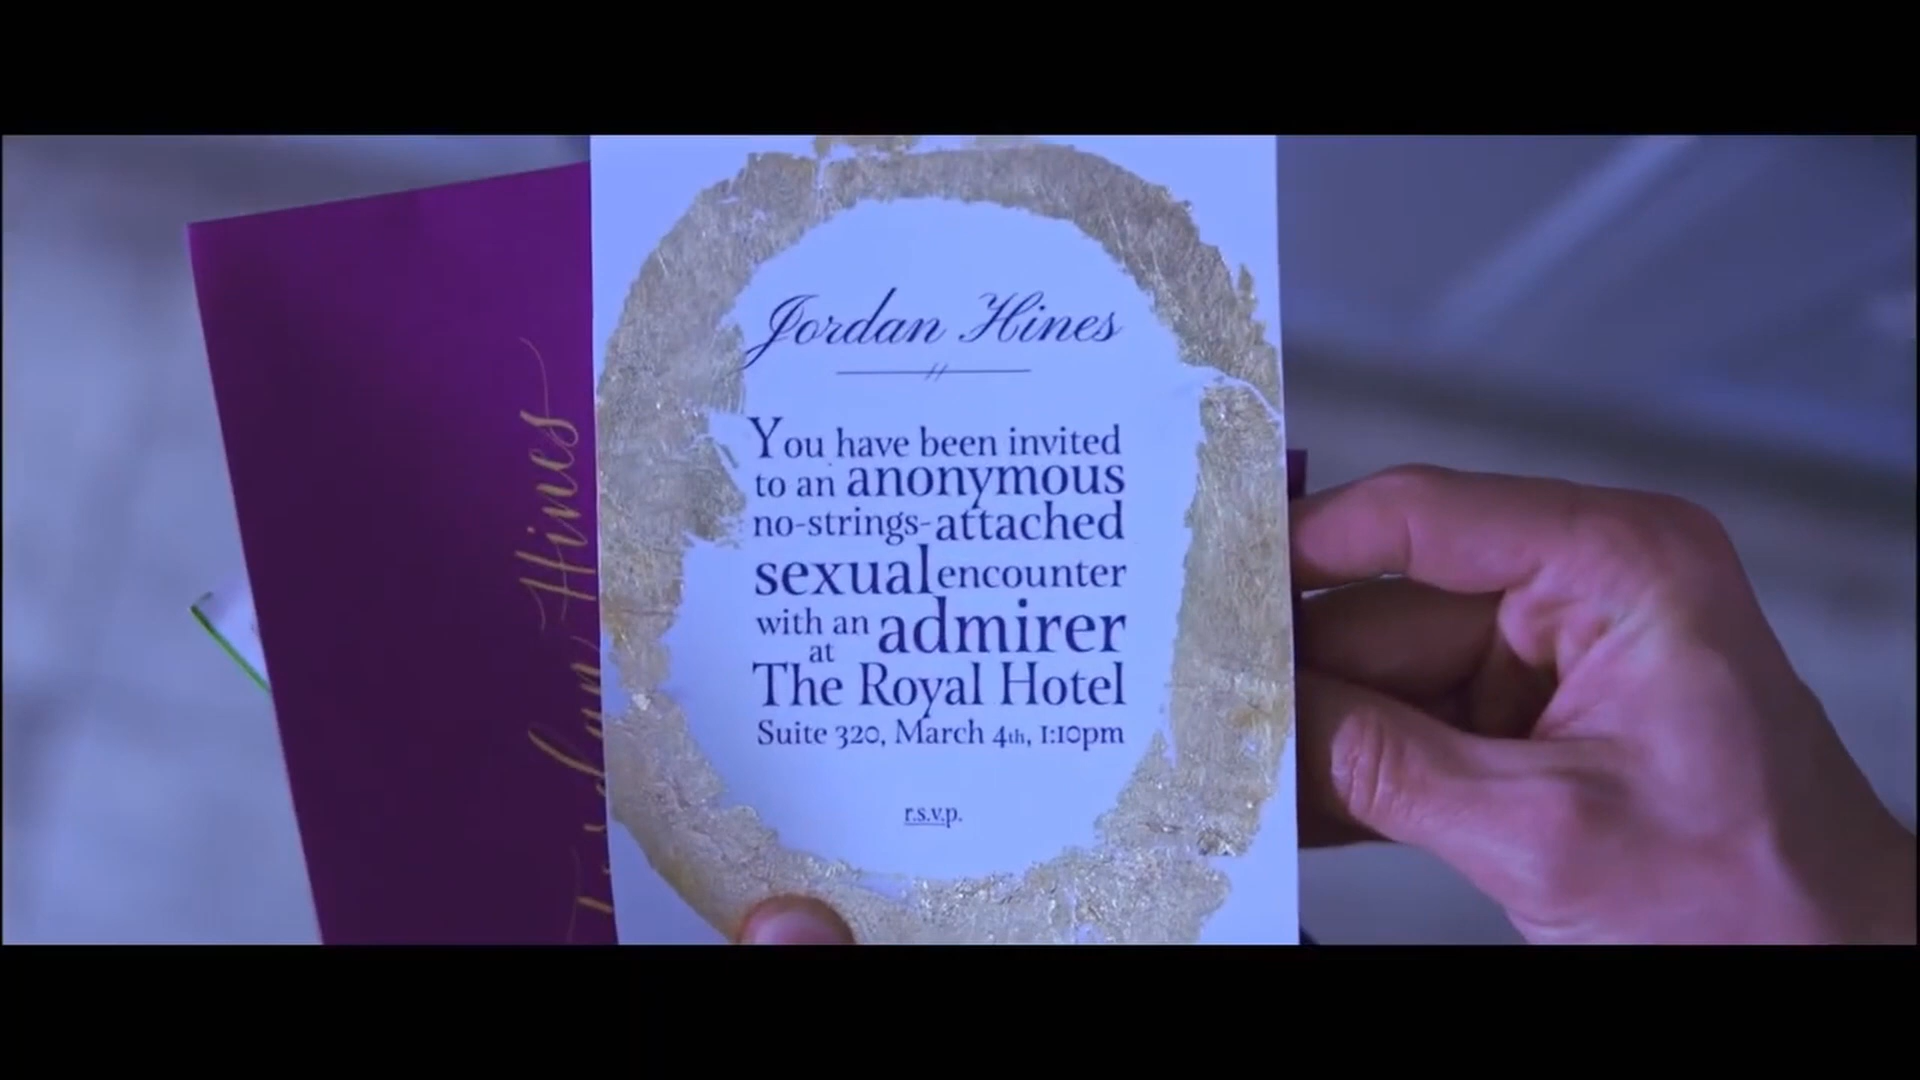 Jordan Hines
You have been invited
to an anonymous
no-strings-attached
sexual encounter
with an admirer
at
The Royal Hotel
Suite 320, March 4th, 1:10pm
r.s.v.p.
Jordan Hines